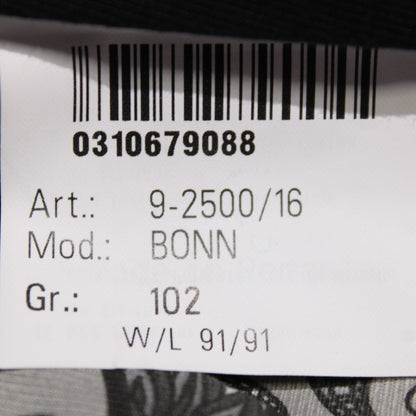 0310679088
Art.: 9-2500/16
Mod.: BONN
Gr.: 102
W/L 91/91